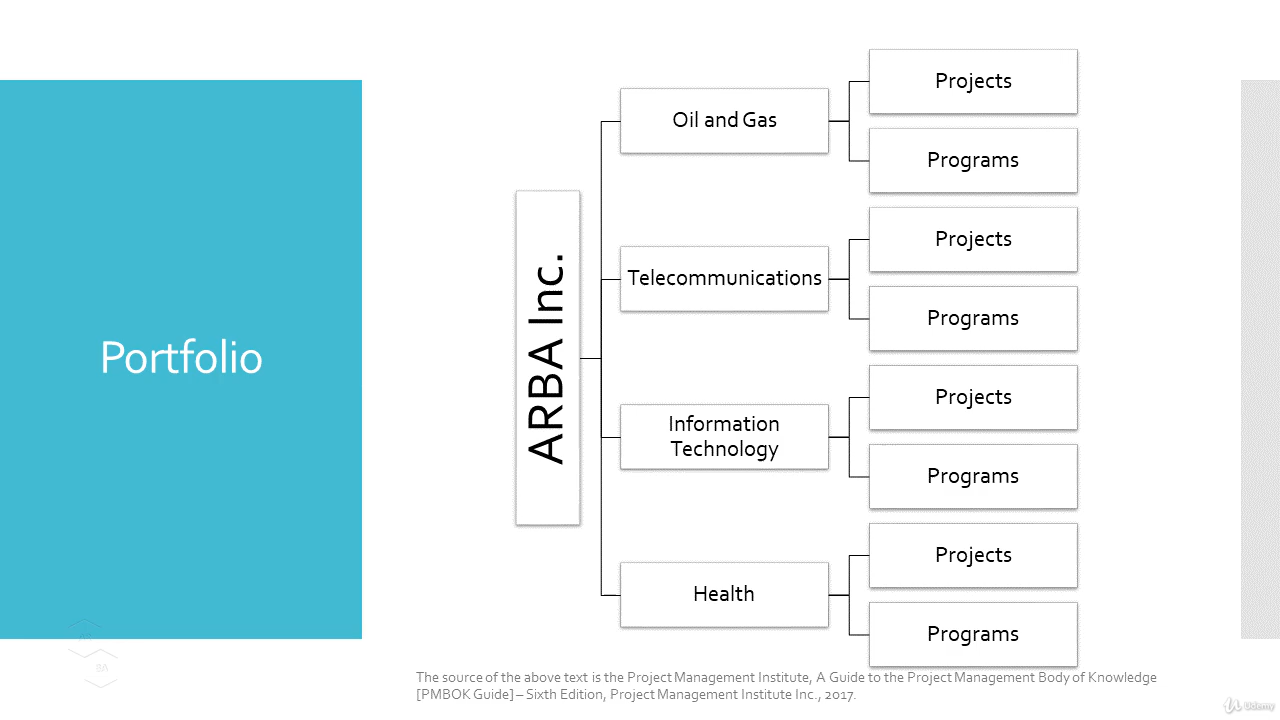 Portfolio
ARBA Inc.
Oil and Gas
Projects
Programs
Telecommunications
Projects
Programs
Information
Technology
Projects
Programs
Health
Projects
Programs
The source of the above text is the Project Management Institute, A Guide to the Project Management Body of Knowledge
[PMBOK Guide] – Sixth Edition, Project Management Institute Inc., 2017.
Udemy